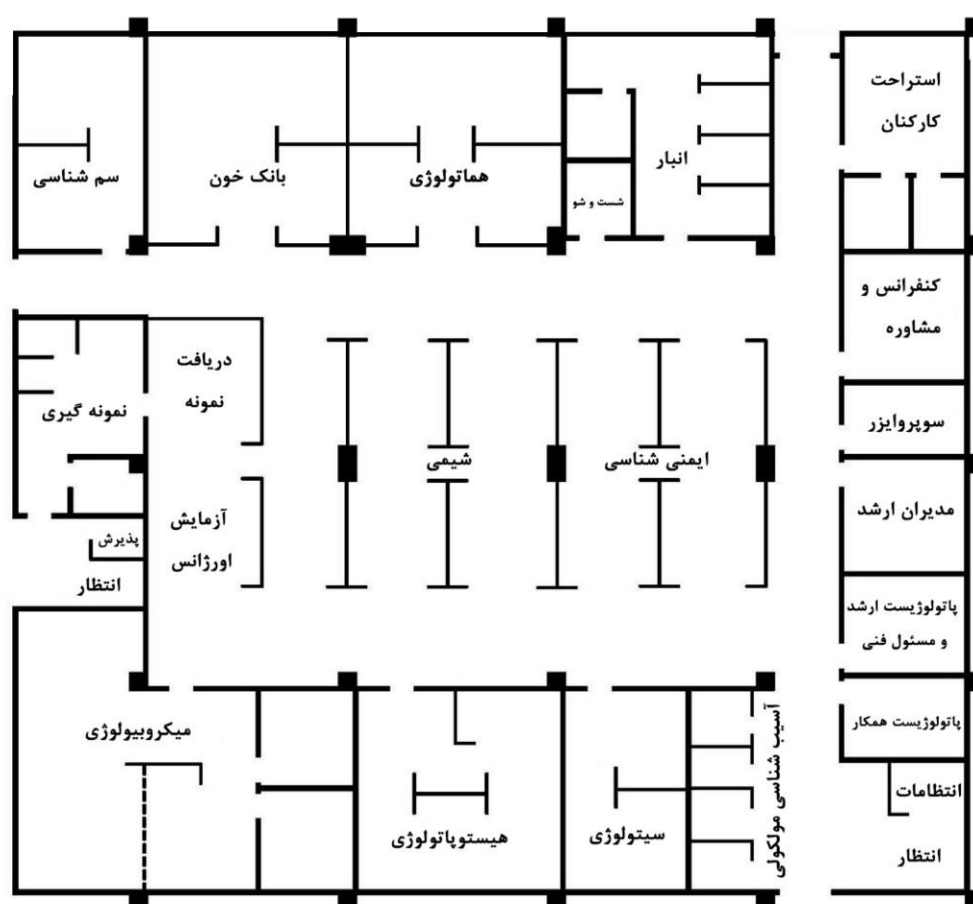 استراحت
کارکنان
انبار
شست و شو
هماتولوژی
بانک خون
سم شناسی
کنفرانس و
مشاوره
سوپروایزر
مدیران ارشد
پاتولوژیست ارشد
و مسئول فنی
پاتولوژیست همکار
انتظامات
انتظار
ایمنی شناسی
شیمی
دریافت
نمونه
آزمایش
اورژانس
نمونه گیری
پذیرش
انتظار
آسیب شناسی مولکولی
سیتولوژی
هیستوپاتولوژی
میکروبیولوژی